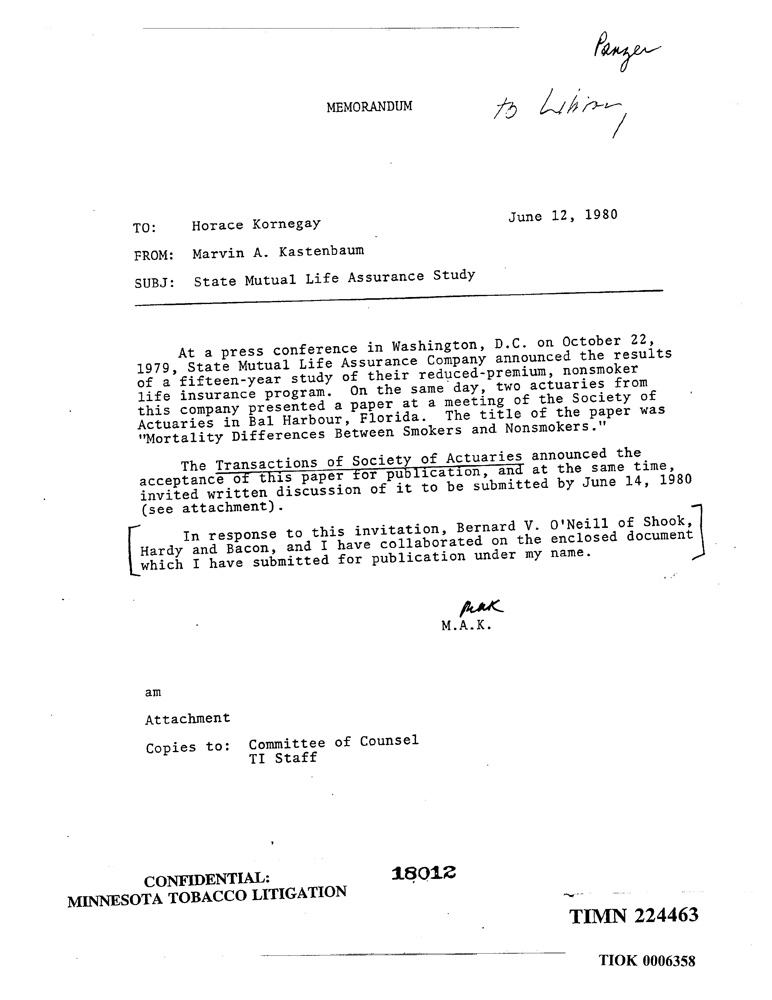 Panzer
MEMORANDUM
to Library
TO: Horace Kornegay
June 12, 1980
FROM: Marvin A. Kastenbaum
SUBJ: State Mutual Life Assurance Study
At a press conference in Washington, D.C. on October 22,
1979, State Mutual Life Assurance Company announced the results
of a fifteen-year study of their reduced-premium, nonsmoker
life insurance program. On the same day, two actuaries from
this company presented a paper at a meeting of the Society of
Actuaries in Bal Harbour, Florida. The title of the paper was
"Mortality Differences Between Smokers and Nonsmokers."
The Transactions of Society of Actuaries announced the
acceptance of this paper for publication, and at the same time,
invited written discussion of it to be submitted by June 14, 1980
(see attachment).
In response to this invitation, Bernard V. O'Neill of Shook,
Hardy and Bacon, and I have collaborated on the enclosed document
which I have submitted for publication under my name.
MAK
M.A.K.
am
Attachment
Copies to: Committee of Counsel
TI Staff
CONFIDENTIAL:
MINNESOTA TOBACCO LITIGATION
18012
TIMN 224463
TIOK 0006358